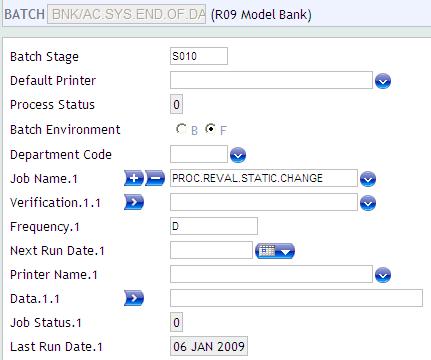 BATCH BNK/AC.SYS.END.OF.DA (R09 Model Bank)
Batch Stage S010
Default Printer
Process Status 0
Batch Environment B F
Department Code
Job Name.1 PROC.REVAL.STATIC.CHANGE
Verification.1.1
Frequency.1 D
Next Run Date.1
Printer Name.1
Data.1.1
Job Status.1 0
Last Run Date.1 06 JAN 2009